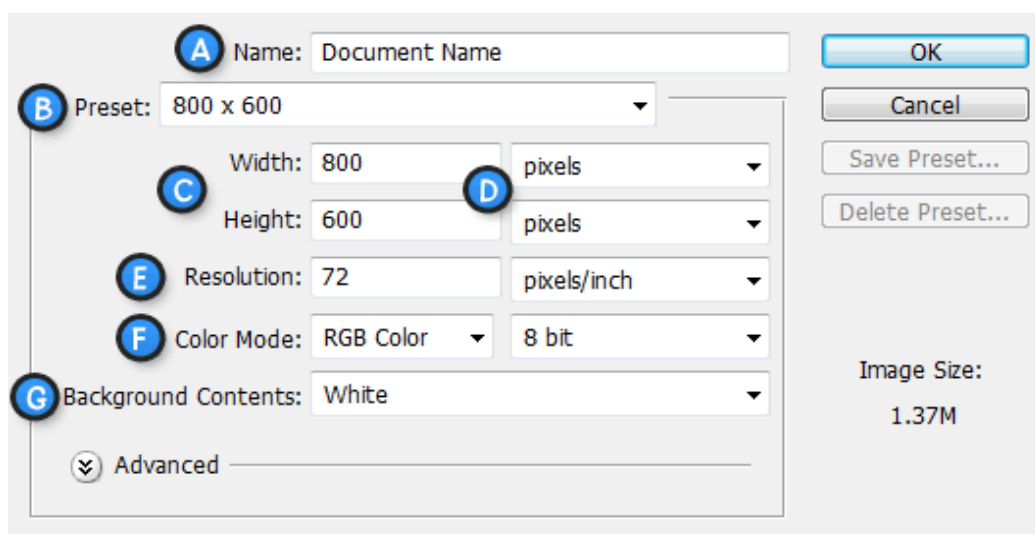 A Name: Document Name
OK
B Preset: 800 x 600
Cancel
C Width: 800 D pixels
Save Preset...
Height: 600 pixels
Delete Preset...
E Resolution: 72 pixels/inch
F Color Mode: RGB Color 8 bit
Image Size:
G Background Contents: White
1.37M
Advanced